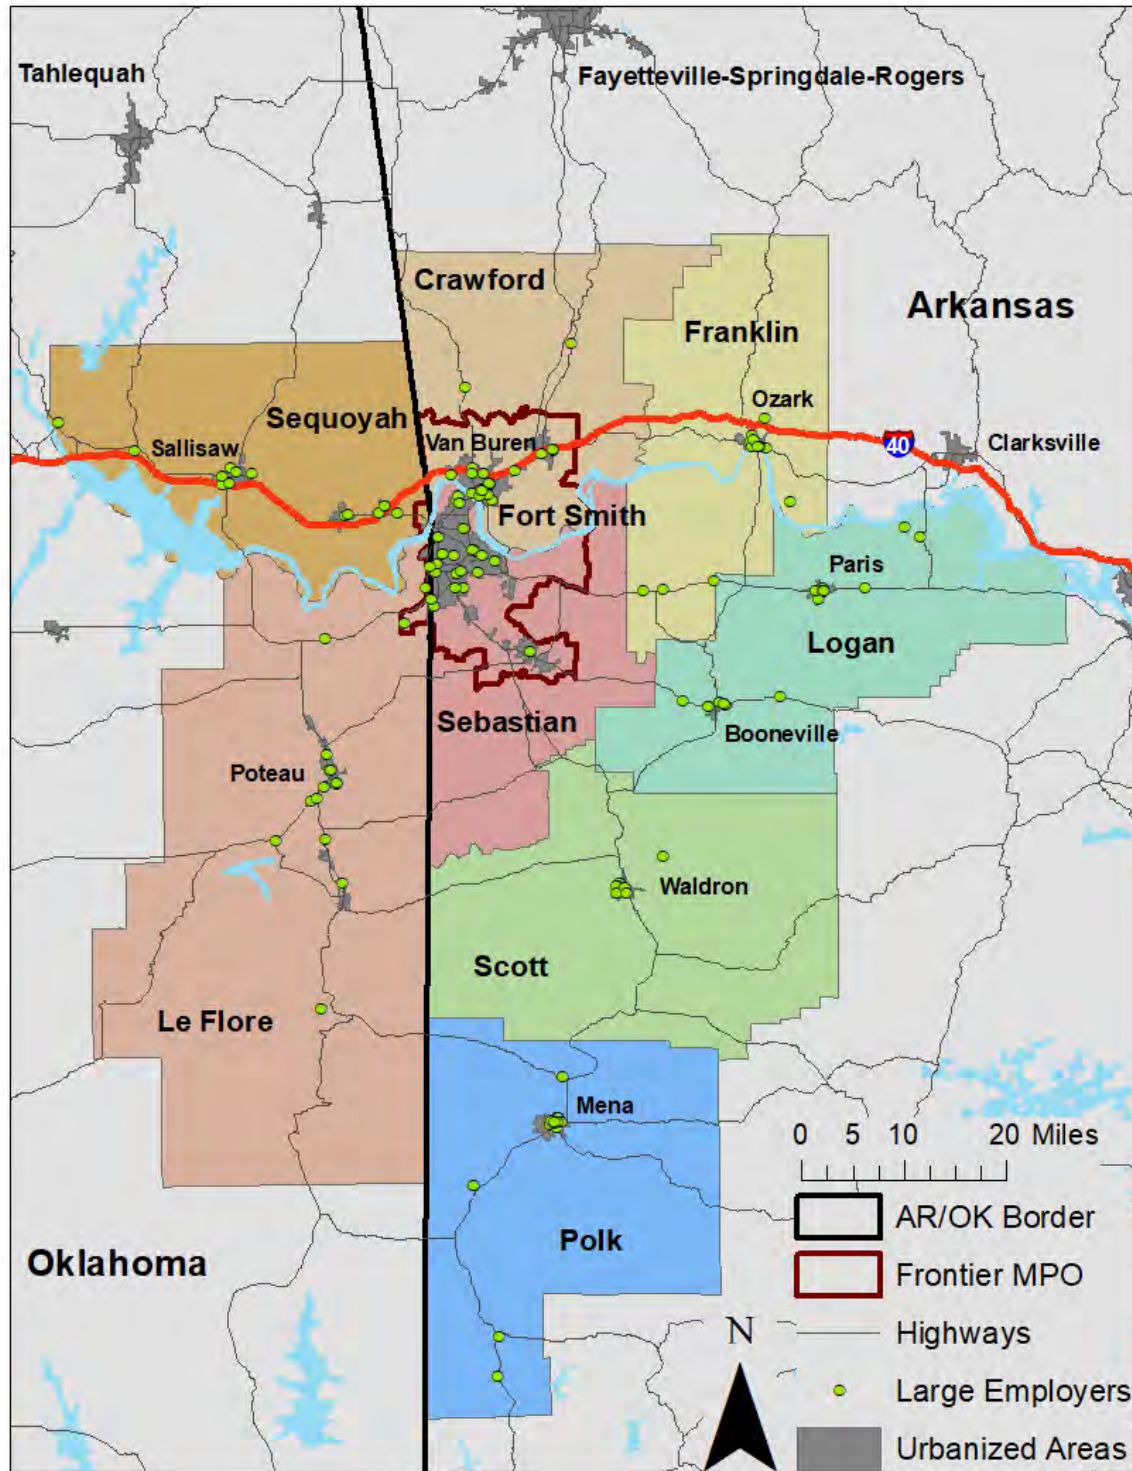 Tahlequah
Fayetteville-Springdale-Rogers
Crawford
Arkansas
Franklin
Ozark
Sequoyah
Van Buren
Sallisaw
40
Clarksville
Fort Smith
Paris
Logan
Sebastian
Booneville
Poteau
Waldron
Scott
Le Flore
Mena
0 5 10 20 Miles
AR/OK Border
Polk
Oklahoma
Frontier MPO
N
Highways
Large Employers
Urbanized Areas